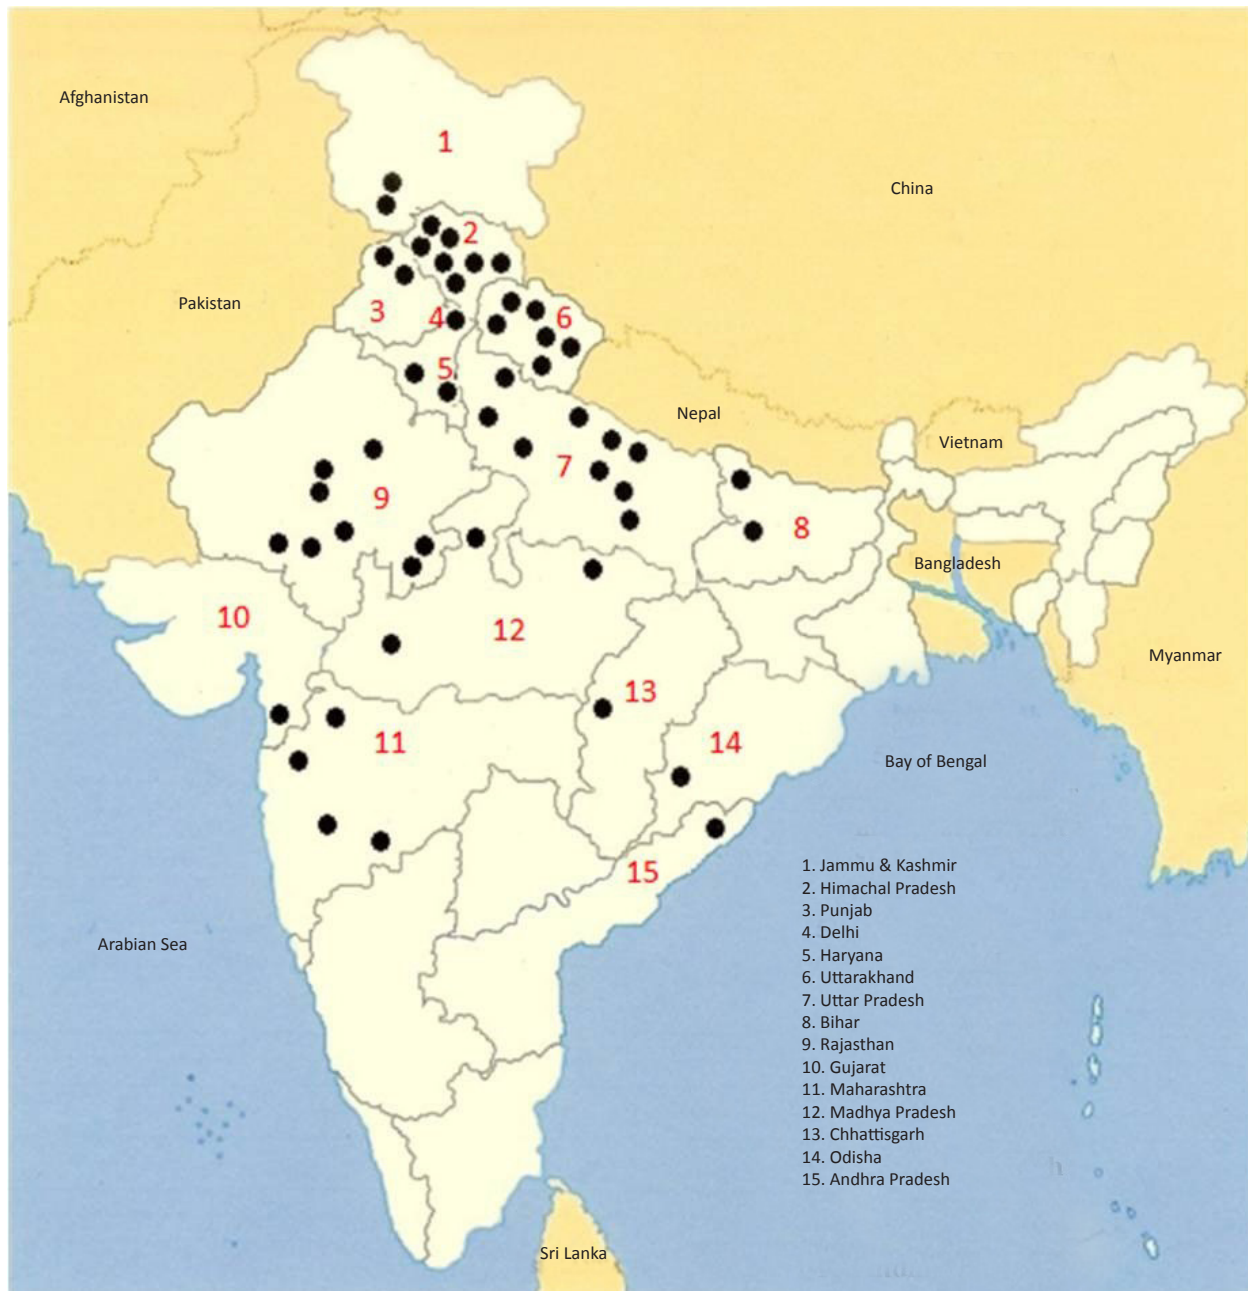 Afghanistan
1
China
2
Pakistan
3
4
6
5
Nepal
Vietnam
7
9
8
Bangladesh
10
12
Myanmar
13
11
14
Bay of Bengal
15
1. Jammu & Kashmir
2. Himachal Pradesh
3. Punjab
4. Delhi
5. Haryana
6. Uttarakhand
7. Uttar Pradesh
8. Bihar
9. Rajasthan
10. Gujarat
11. Maharashtra
12. Madhya Pradesh
13. Chhattisgarh
14. Odisha
15. Andhra Pradesh
Arabian Sea
Sri Lanka